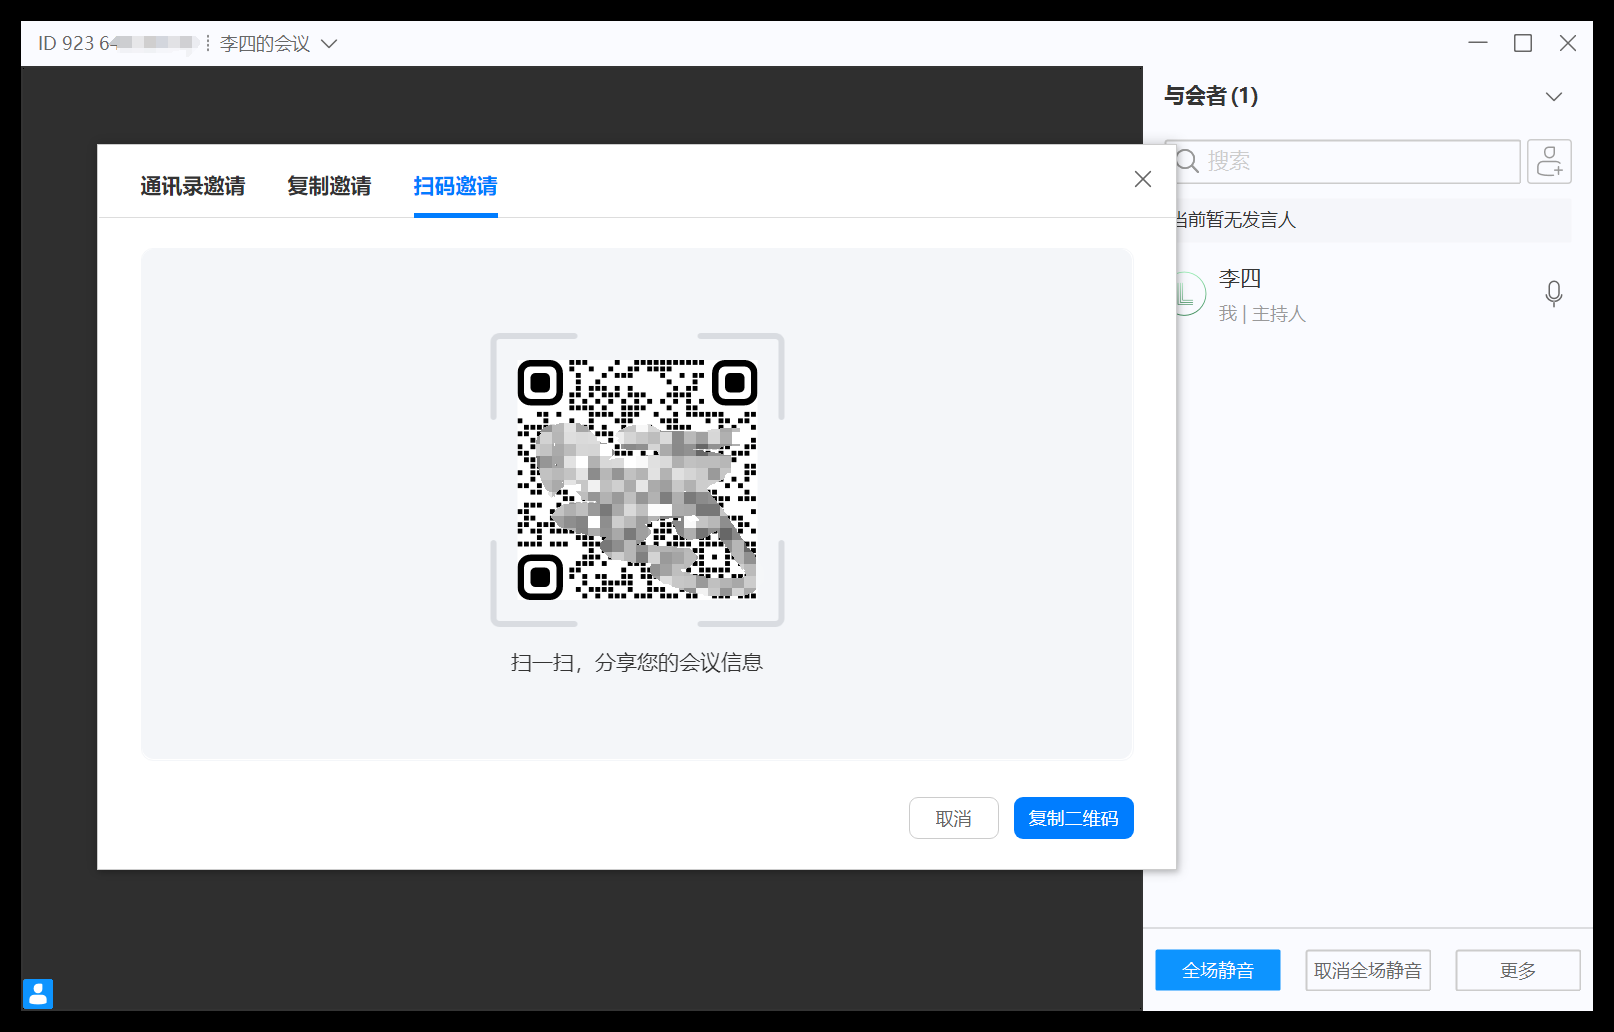 ID 923 6
李四的会议
与会者(1)
通讯录邀请 复制邀请 扫码邀请
搜索
当前暂无发言人
李四
我 | 主持人
扫一扫，分享您的会议信息
取消 复制二维码
全场静音 取消全场静音 更多